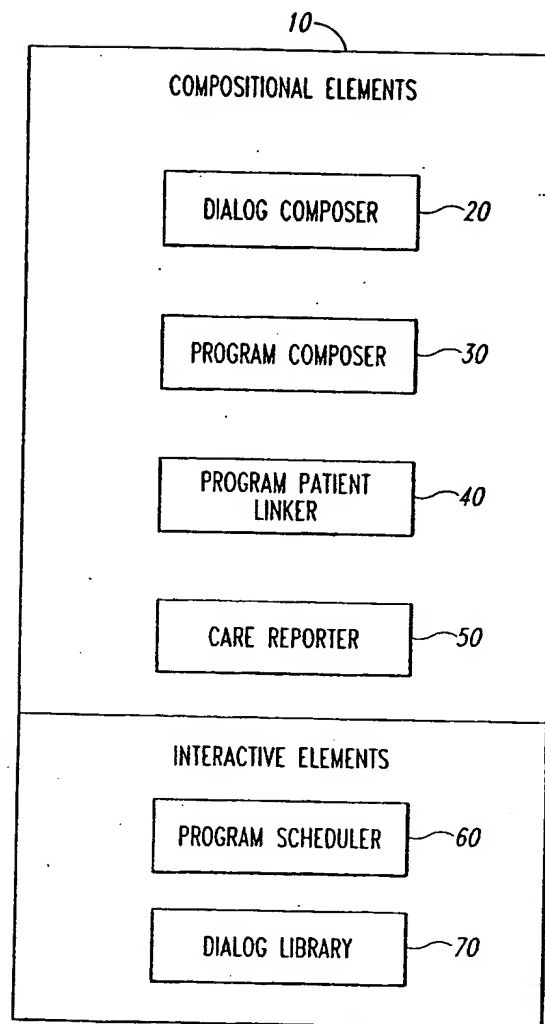 10
COMPOSITIONAL ELEMENTS
DIALOG COMPOSER 20
PROGRAM COMPOSER 30
PROGRAM PATIENT
LINKER 40
CARE REPORTER 50
INTERACTIVE ELEMENTS
PROGRAM SCHEDULER 60
DIALOG LIBRARY 70